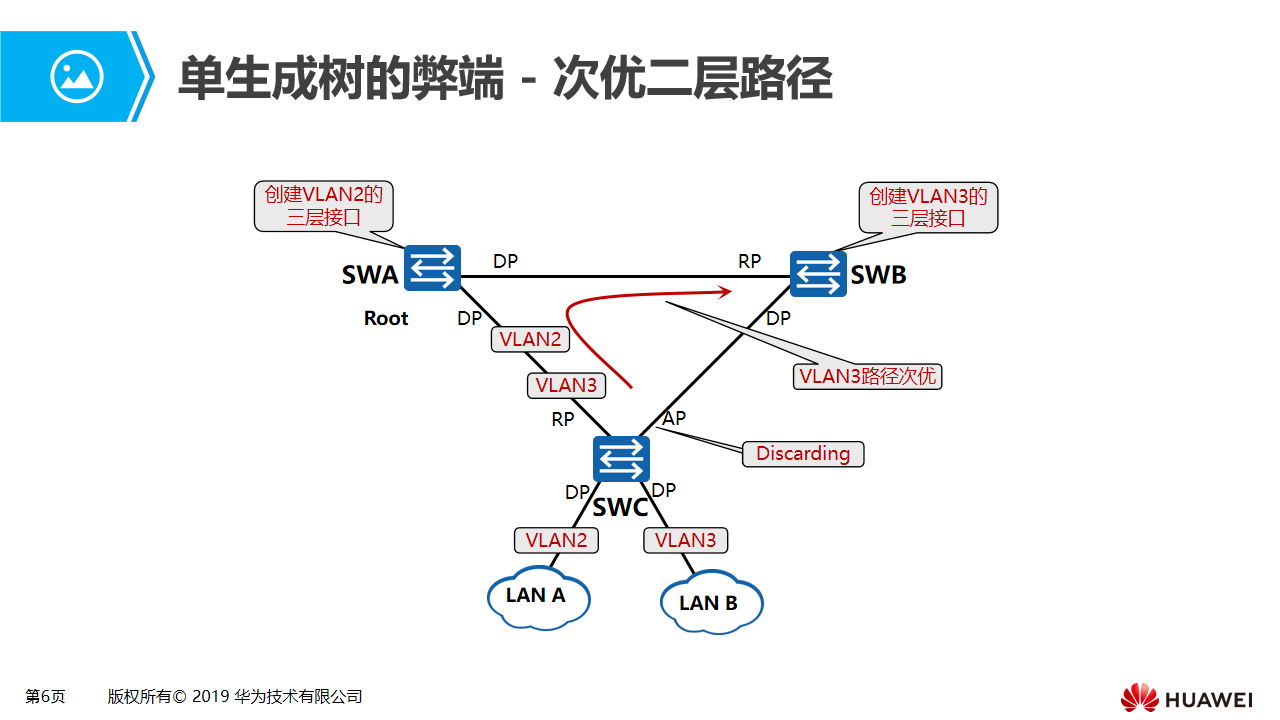 单生成树的弊端 - 次优二层路径
创建VLAN2的
三层接口
创建VLAN3的
三层接口
SWA
DP
RP
SWB
Root
DP
DP
VLAN2
VLAN3
VLAN3路径次优
RP
AP
Discarding
DP
DP
SWC
VLAN2
VLAN3
LAN A
LAN B
第6页
版权所有© 2019 华为技术有限公司
HUAWEI